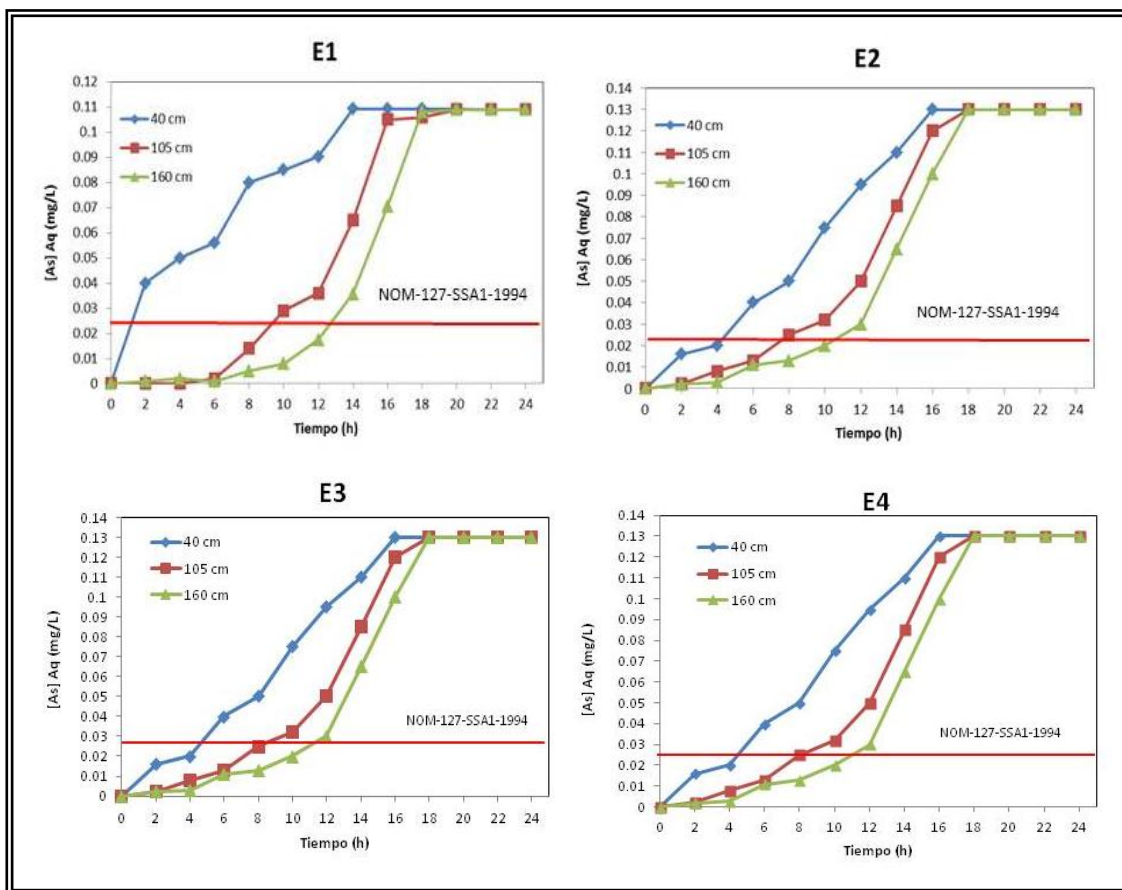 E1
0.12
0.11
0.10
0.09
0.08
0.07
0.06
0.05
0.04
0.03
0.02
0.01
0
[As] Aq (mg/L)
40 cm
105 cm
160 cm
NOM-127-SSA1-1994
0 2 4 6 8 10 12 14 16 18 20 22 24
Tiempo (h)
E2
0.14
0.13
0.12
0.11
0.1
0.09
0.08
0.07
0.06
0.05
0.04
0.03
0.02
0.01
0
[As] Aq (mg/L)
40 cm
105 cm
160 cm
NOM-127-SSA1-1994
0 2 4 6 8 10 12 14 16 18 20 22 24
Tiempo (h)
E3
0.14
0.13
0.12
0.11
0.1
0.09
0.08
0.07
0.06
0.05
0.04
0.03
0.02
0.01
0
[As] Aq (mg/L)
40 cm
105 cm
160 cm
NOM-127-SSA1-1994
0 2 4 6 8 10 12 14 16 18 20 22 24
Tiempo (h)
E4
0.14
0.13
0.12
0.11
0.1
0.09
0.08
0.07
0.06
0.05
0.04
0.03
0.02
0.01
0
[As] Aq (mg/L)
40 cm
105 cm
160 cm
NOM-127-SSA1-1994
0 2 4 6 8 10 12 14 16 18 20 22 24
Tiempo (h)